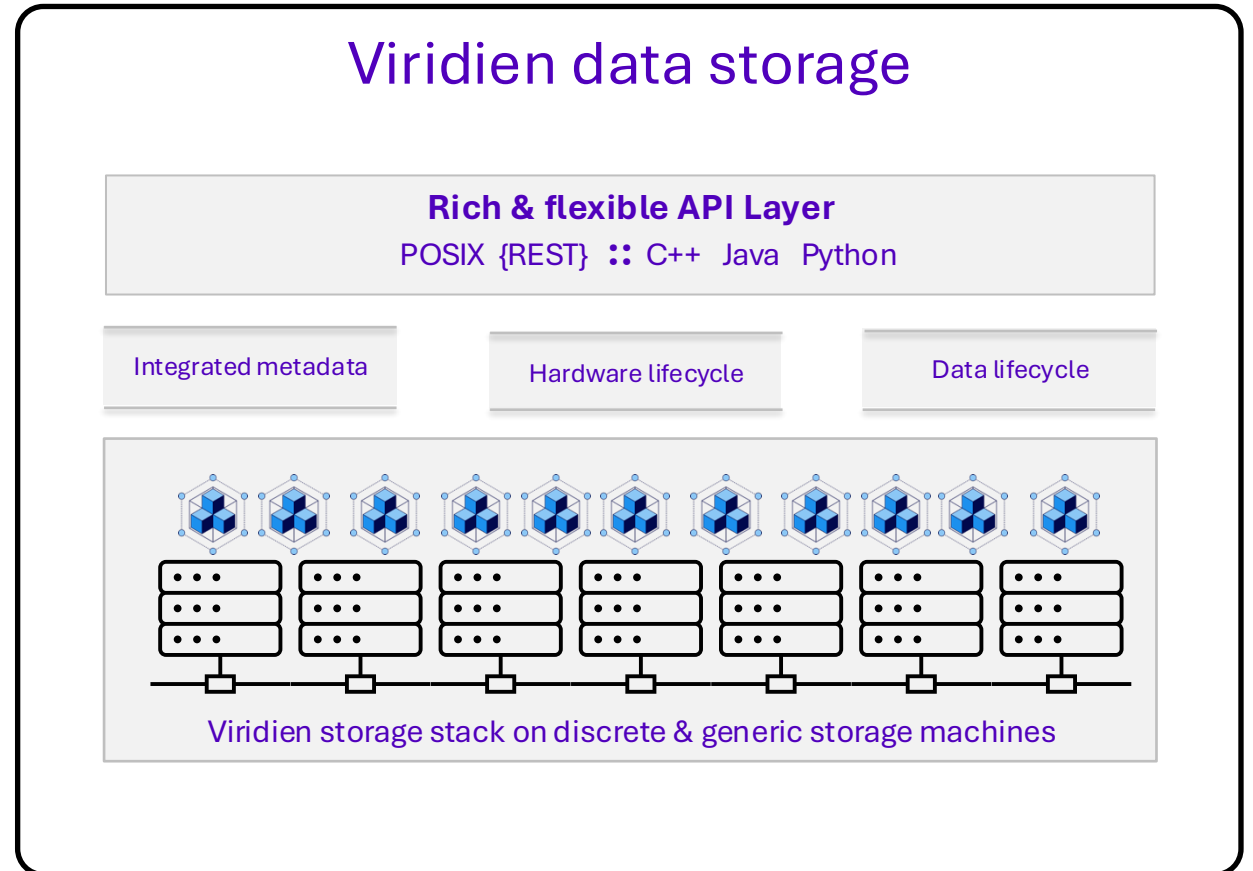 Viridien data storage
Rich & flexible API Layer
POSIX {REST} :: C++ Java Python
Integrated metadata
Hardware lifecycle
Data lifecycle
Viridien storage stack on discrete & generic storage machines